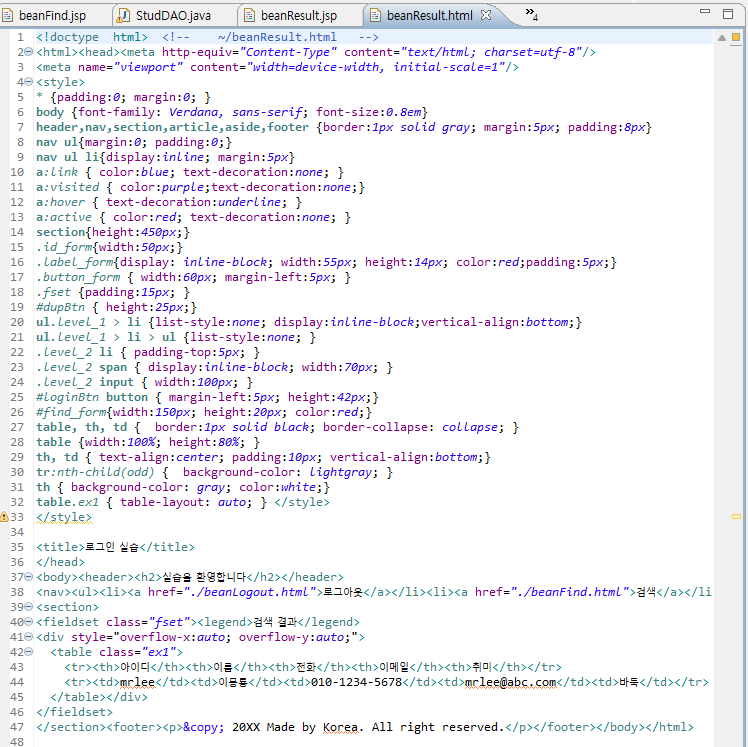 beanFind.jsp StudDAO.java beanResult.jsp beanResult.html »4
1 <!doctype html> <!-- ~/beanResult.html -->
2 <html><head><meta http-equiv="Content-Type" content="text/html; charset=utf-8"/>
3 <meta name="viewport" content="width=device-width, initial-scale=1"/>
4 <style>
5 * {padding:0; margin:0; }
6 body {font-family: Verdana, sans-serif; font-size:0.8em}
7 header,nav,section,article,aside,footer {border:1px solid gray; margin:5px; padding:8px}
8 nav ul{margin:0; padding:0;}
9 nav ul li{display:inline; margin:5px}
10 a:link { color:blue; text-decoration:none; }
11 a:visited { color:purple;text-decoration:none;}
12 a:hover { text-decoration:underline; }
13 a:active { color:red; text-decoration:none; }
14 section{height:450px;}
15 .id_form{width:50px;}
16 .label_form{display: inline-block; width:55px; height:14px; color:red;padding:5px;}
17 .button_form { width:60px; margin-left:5px; }
18 .fset {padding:15px; }
19 #dupBtn { height:25px;}
20 ul.level_1 > li {list-style:none; display:inline-block;vertical-align:bottom;}
21 ul.level_1 > li > ul {list-style:none; }
22 .level_2 li { padding-top:5px; }
23 .level_2 span { display:inline-block; width:70px; }
24 .level_2 input { width:100px; }
25 #loginBtn button { margin-left:5px; height:42px;}
26 #find_form{width:150px; height:20px; color:red;}
27 table, th, td { border:1px solid black; border-collapse: collapse; }
28 table {width:100%; height:80%; }
29 th, td { text-align:center; padding:10px; vertical-align:bottom;}
30 tr:nth-child(odd) { background-color: lightgray; }
31 th { background-color: gray; color:white;}
32 table.ex1 { table-layout: auto; } </style>
33 </style>
34
35 <title>로그인 실습</title>
36 </head>
37 <body><header><h2>실습을 환영합니다</h2></header>
38 <nav><ul><li><a href="./beanLogout.html">로그아웃</a></li><li><a href="./beanFind.html">검색</a></li
39 <section>
40 <fieldset class="fset"><legend>검색 결과</legend>
41 <div style="overflow-x:auto; overflow-y:auto;">
42 <table class="ex1">
43 <tr><th>아이디</th><th>이름</th><th>전화</th><th>이메일</th><th>취미</th></tr>
44 <tr><td>mrlee</td><td>이몽룡</td><td>010-1234-5678</td><td>mrlee@abc.com</td><td>바둑</td></tr>
45 </table></div>
46 </fieldset>
47 </section><footer><p>&copy; 20XX Made by Korea. All right reserved.</p></footer></body></html>
48